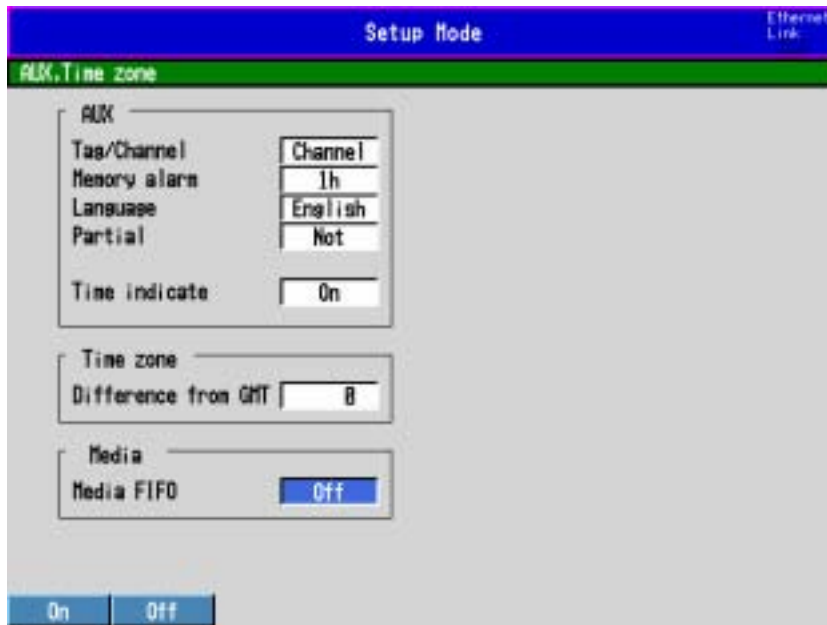 Setup Mode
Ethernet
Link
AUX,Time zone
AUX
Tag/Channel Channel
Memory alarm 1h
Language English
Partial Not
Time indicate On
Time zone
Difference from GMT 0
Media
Media FIFO Off
On Off